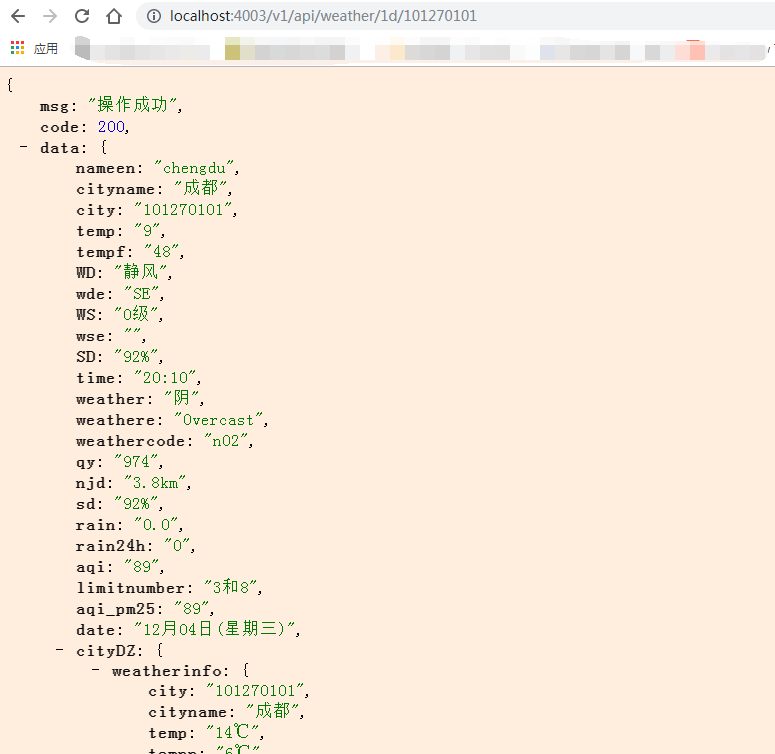 localhost:4003/v1/api/weather/1d/101270101
应用
{
msg: "操作成功",
code: 200,
- data: {
nameen: "chengdu",
cityname: "成都",
city: "101270101",
temp: "9",
tempf: "48",
WD: "静风",
wde: "SE",
WS: "0级",
wse: "",
SD: "92%",
time: "20:10",
weather: "阴",
weathere: "Overcast",
weathercode: "n02",
qy: "974",
njd: "3.8km",
sd: "92%",
rain: "0.0",
rain24h: "0",
aqi: "89",
limitnumber: "3和8",
aqi_pm25: "89",
date: "12月04日(星期三)",
- cityDZ: {
- weatherinfo: {
city: "101270101",
cityname: "成都",
temp: "14℃",
tempn: "6℃"